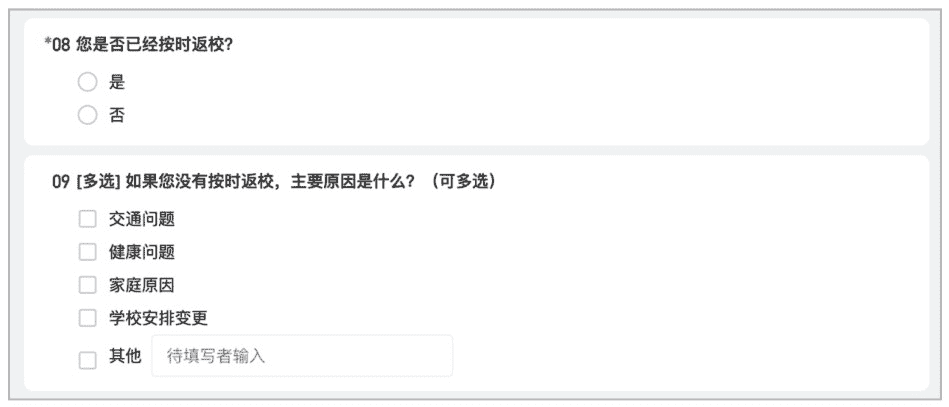 *08 您是否已经按时返校?
是
否
09 [多选] 如果您没有按时返校，主要原因是什么？（可多选）
交通问题
健康问题
家庭原因
学校安排变更
其他 待填写者输入